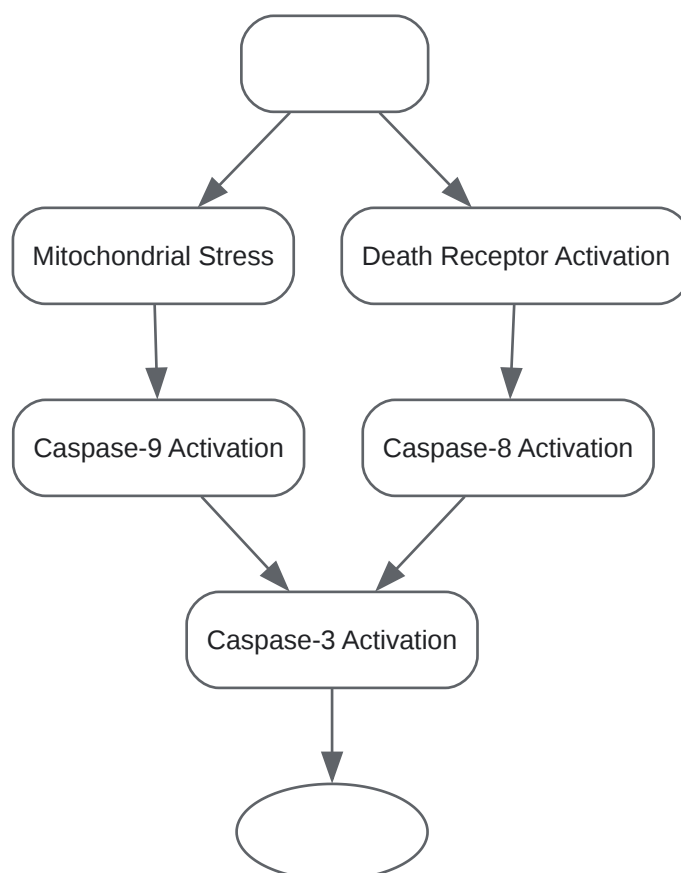 Mitochondrial Stress
Death Receptor Activation
Caspase-9 Activation
Caspase-8 Activation
Caspase-3 Activation